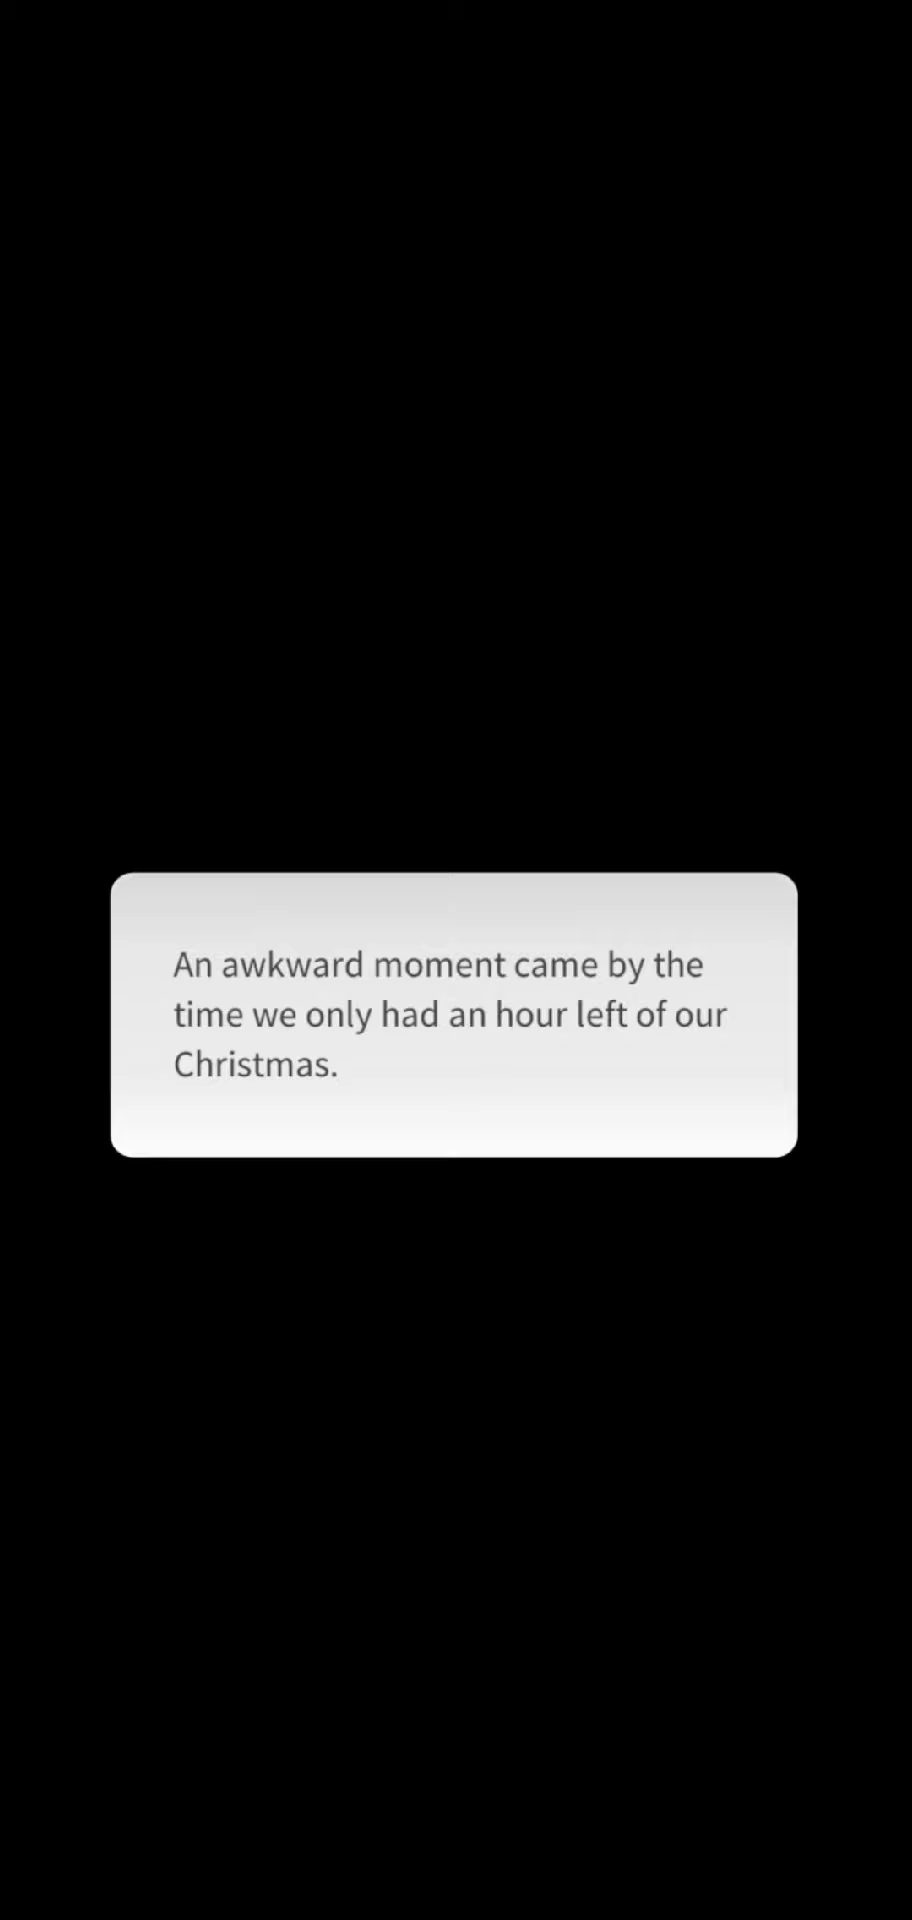 An awkward moment came by the
time we only had an hour left of our
Christmas.